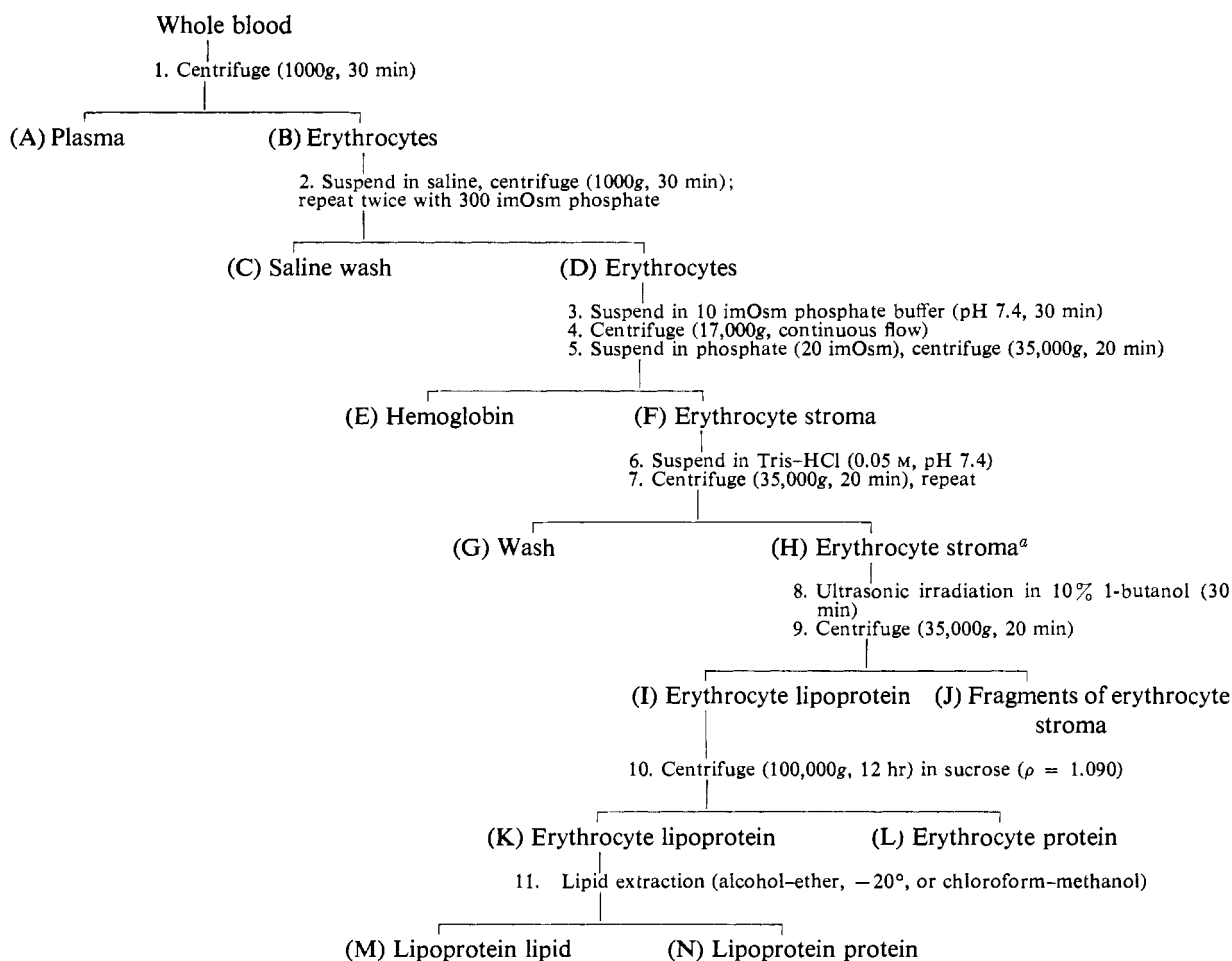 Whole blood
1. Centrifuge (1000g, 30 min)
(A) Plasma
(B) Erythrocytes
2. Suspend in saline, centrifuge (1000g, 30 min);
repeat twice with 300 imOsm phosphate
(C) Saline wash
(D) Erythrocytes
3. Suspend in 10 imOsm phosphate buffer (pH 7.4, 30 min)
4. Centrifuge (17,000g, continuous flow)
5. Suspend in phosphate (20 imOsm), centrifuge (35,000g, 20 min)
(E) Hemoglobin
(F) Erythrocyte stroma
6. Suspend in Tris–HCl (0.05 M, pH 7.4)
7. Centrifuge (35,000g, 20 min), repeat
(G) Wash
(H) Erythrocyte stromaᵃ
8. Ultrasonic irradiation in 10% 1-butanol (30
min)
9. Centrifuge (35,000g, 20 min)
(I) Erythrocyte lipoprotein
(J) Fragments of erythrocyte
stroma
10. Centrifuge (100,000g, 12 hr) in sucrose (ρ = 1.090)
(K) Erythrocyte lipoprotein
(L) Erythrocyte protein
11. Lipid extraction (alcohol–ether, −20°, or chloroform–methanol)
(M) Lipoprotein lipid
(N) Lipoprotein protein